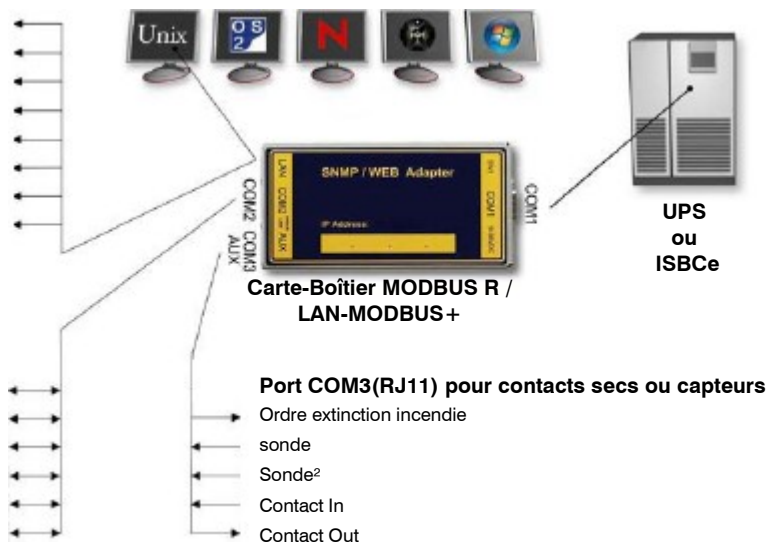 Unix
OS
2
N
SNMP / WEB Adapter
LAN
COM2
AUX
COM1
IP Address:
COM2
COM3
AUX
COM1
UPS
ou
ISBCe
Carte-Boîtier MODBUS R /
LAN-MODBUS+
Port COM3(RJ11) pour contacts secs ou capteurs
Ordre extinction incendie
sonde
Sonde²
Contact In
Contact Out